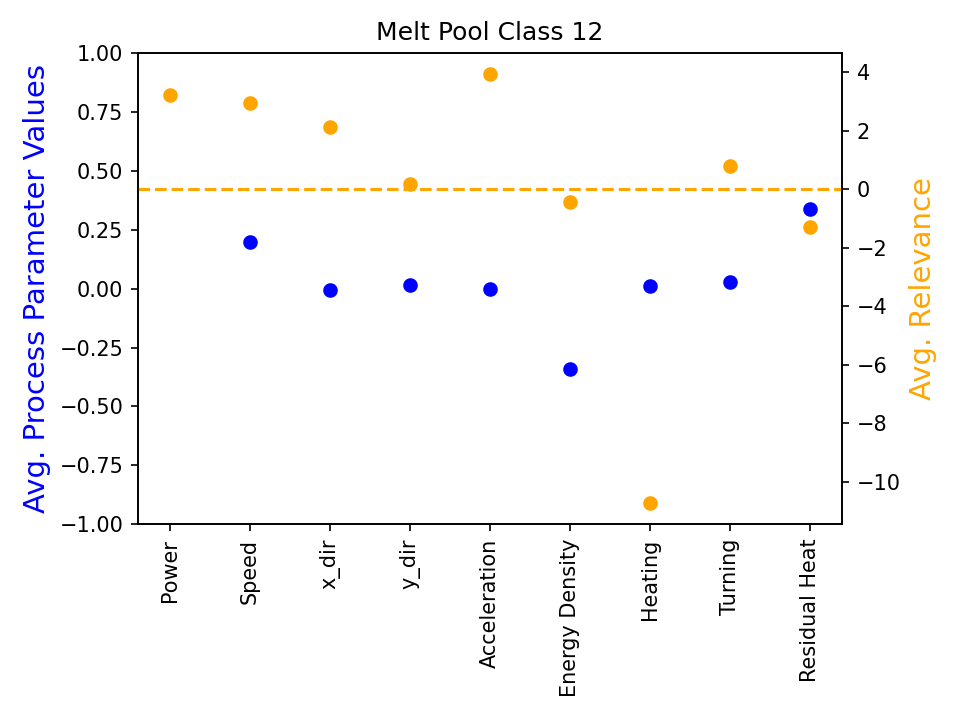 Melt Pool Class 12
Avg. Process Parameter Values
1.00
0.75
0.50
0.25
0.00
−0.25
−0.50
−0.75
−1.00
4
2
0
−2
−4
−6
−8
−10
Avg. Relevance
Power
Speed
x_dir
y_dir
Acceleration
Energy Density
Heating
Turning
Residual Heat